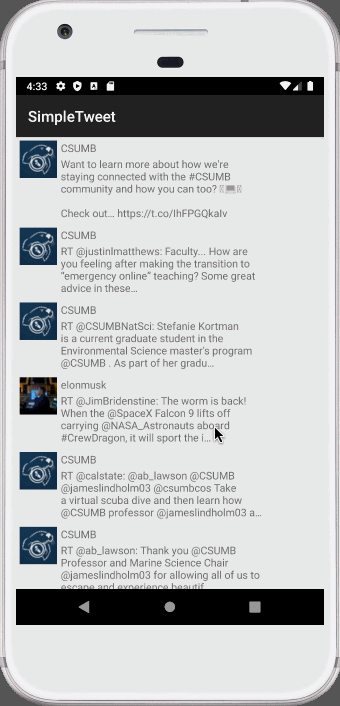 4:33
SimpleTweet
CSUMB
Want to learn more about how we're
staying connected with the #CSUMB
community and how you can too?
Check out... https://t.co/IhFPGQkaIv
CSUMB
RT @justinlmatthews: Faculty... How are
you feeling after making the transition to
“emergency online” teaching? Some great
advice in these…
CSUMB
RT @CSUMBNatSci: Stefanie Kortman
is a current graduate student in the
Environmental Science master's program
@CSUMB . As part of her gradu…
elonmusk
RT @JimBridenstine: The worm is back!
When the @SpaceX Falcon 9 lifts off
carrying @NASA_Astronauts aboard
#CrewDragon, it will sport the i…
CSUMB
RT @calstate: @ab_lawson @CSUMB
@jameslindholm03 @csumbcos Take
a virtual scuba dive and then learn how
@CSUMB professor @jameslindholm03 a…
CSUMB
RT @ab_lawson: Thank you @CSUMB
Professor and Marine Science Chair
@jameslindholm03 for allowing all of us to
escape and experience beautif…